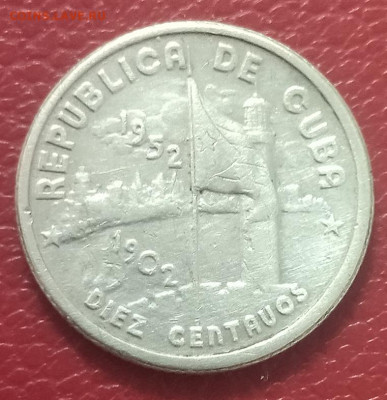 REPUBLICA DE CUBA
1952
1902
DIEZ CENTAVOS